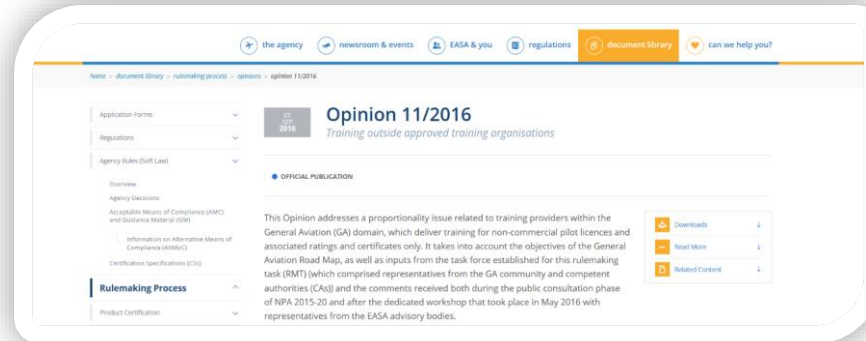 the agency newsroom & events EASA & you regulations document library can we help you?
home > document library > rulemaking process > opinions > opinion 11/2016
Application Forms
Regulations
Agency Rules (Soft Law)
Overview
Agency Decisions
Acceptable Means of Compliance (AMC)
and Guidance Material (GM)
Information on Alternative Means of
Compliance (AltMoC)
Certification Specifications (CSs)
Rulemaking Process
Product Certification
07
SEP
2016
Opinion 11/2016
Training outside approved training organisations
OFFICIAL PUBLICATION
This Opinion addresses a proportionality issue related to training providers within the
General Aviation (GA) domain, which deliver training for non-commercial pilot licences and
associated ratings and certificates only. It takes into account the objectives of the General
Aviation Road Map, as well as inputs from the task force established for this rulemaking
task (RMT) (which comprised representatives from the GA community and competent
authorities (CAs)) and the comments received both during the public consultation phase
of NPA 2015-20 and after the dedicated workshop that took place in May 2016 with
representatives from the EASA advisory bodies.
Downloads
Read More
Related Content